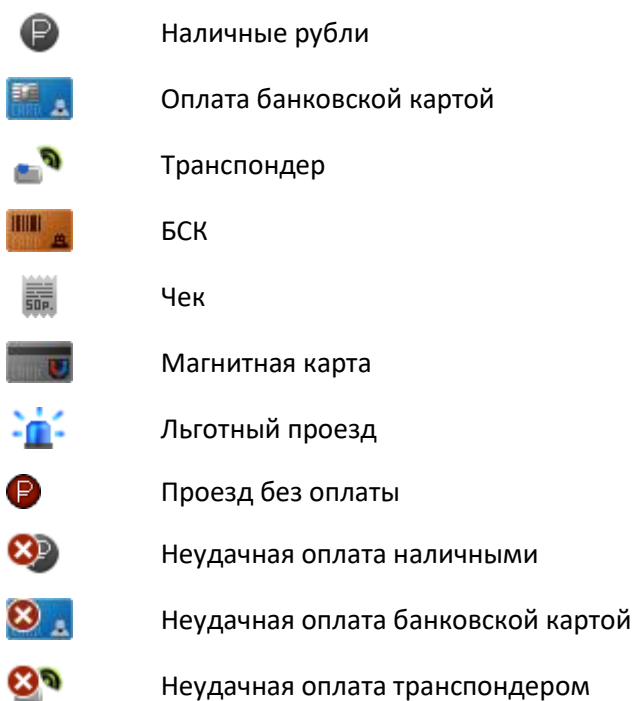 Наличные рубли
Оплата банковской картой
Транспондер
БСК
50р.
Чек
Магнитная карта
Льготный проезд
Проезд без оплаты
Неудачная оплата наличными
Неудачная оплата банковской картой
Неудачная оплата транспондером